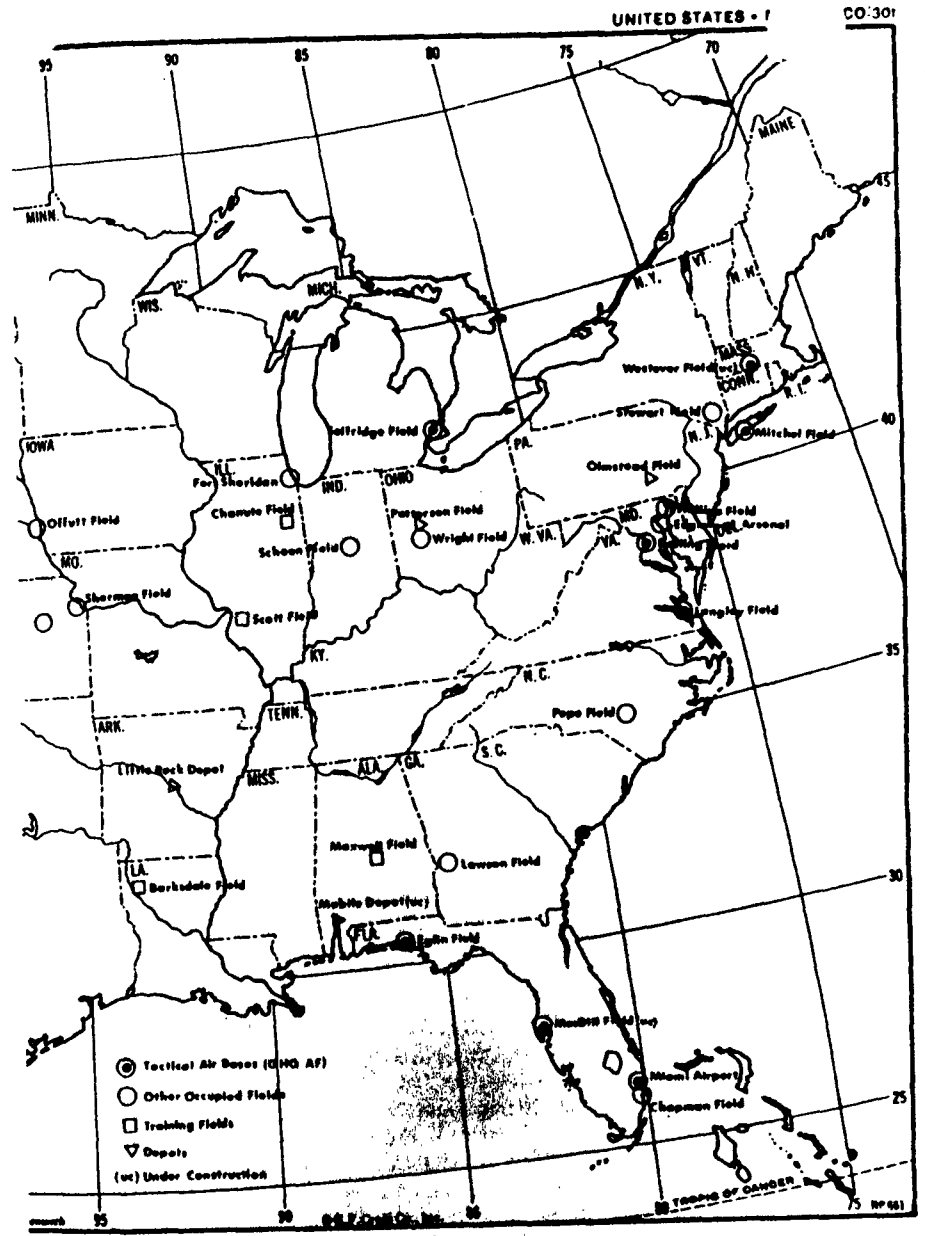 UNITED STATES
CO-301
95
90
85
80
75
70
MAINE
45
MINN.
N.Y.
VT.
N.H.
MICH.
WIS.
MASS.
Westover Field(uc)
CONN.
R.I.
Stewart Field
40
Selfridge Field
N.J.
Mitchel Field
IOWA
PA.
ILL.
OHIO
Olmstead Field
IND.
Fort Sheridan
Chanute Field
Patterson Field
MD.
Offutt Field
Wright Field
W. VA.
VA.
Arsenal
Schoen Field
MO.
Sherman Field
Langley Field
Scott Field
KY.
35
N.C.
TENN.
Pope Field
ARK.
S.C.
ALA.
GA.
MISS.
Little Rock Depot
Maxwell Field
Lawson Field
LA.
30
Barksdale Field
Mobile Depot(uc)
FLA.
Eglin Field
MacDill Field (uc)
Tactical Air Bases (GHQ AF)
Miami Airport
Other Occupied Fields
Chapman Field
25
Training Fields
Depots
(uc) Under Construction
TROPIC OF CANCER
95
90
85
80
75